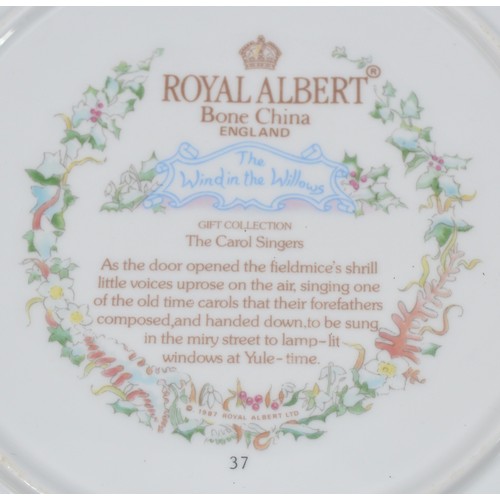 ROYAL ALBERT®
Bone China
ENGLAND
The
Wind in the Willows
GIFT COLLECTION
The Carol Singers
As the door opened the fieldmice's shrill
little voices uprose on the air, singing one
of the old time carols that their forefathers
composed,and handed down,to be sung
in the miry street to lamp-lit
windows at Yule-time.
© 1987 ROYAL ALBERT LTD
37